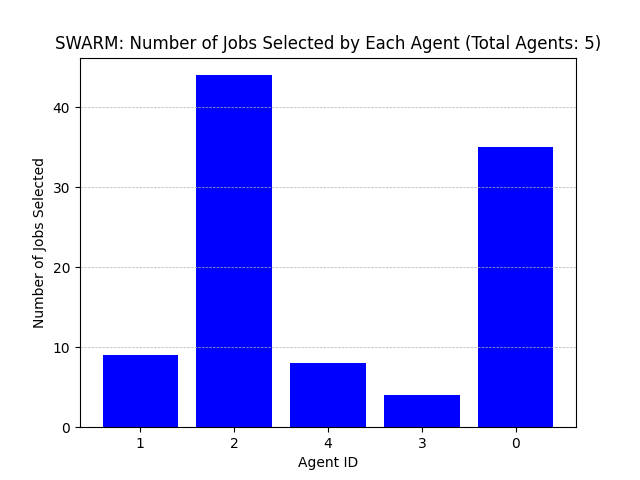 SWARM: Number of Jobs Selected by Each Agent (Total Agents: 5)
Number of Jobs Selected
40
30
20
10
0
1 2 4 3 0
Agent ID